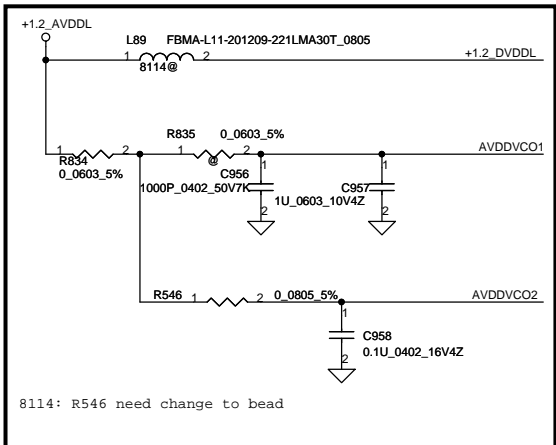 +1.2_AVDDL
L89 FBMA-L11-201209-221LMA30T_0805
1 2
8114@
+1.2_DVDDL
R835 0_0603_5%
AVDDVCO1
1 2 1 2
R834
0_0603_5%
@
C956
1000P_0402_50V7K
1
2
C957
1U_0603_10V4Z
1
2
R546 1 2 0_0805_5%
AVDDVCO2
1
C958
0.1U_0402_16V4Z
2
8114: R546 need change to bead